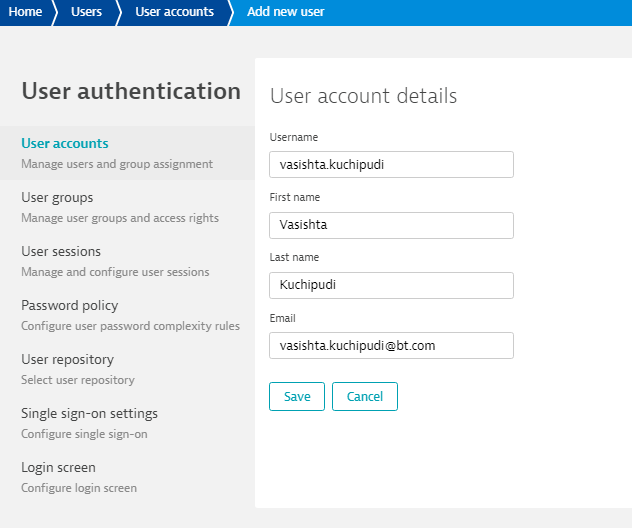 Home Users User accounts Add new user
User authentication
User accounts
Manage users and group assignment
User groups
Manage user groups and access rights
User sessions
Manage and configure user sessions
Password policy
Configure user password complexity rules
User repository
Select user repository
Single sign-on settings
Configure single sign-on
Login screen
Configure login screen
User account details
Username
vasishta.kuchipudi
First name
Vasishta
Last name
Kuchipudi
Email
vasishta.kuchipudi@bt.com
Save Cancel